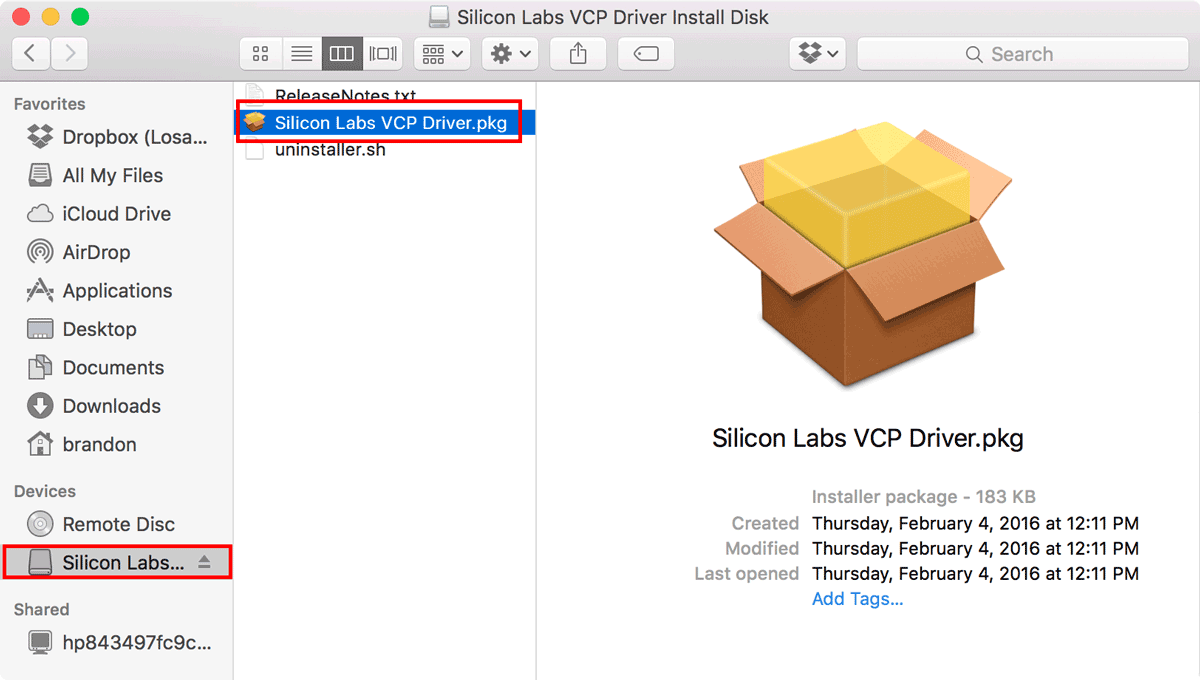 Silicon Labs VCP Driver Install Disk
Search
Favorites
Dropbox (Losa...
All My Files
iCloud Drive
AirDrop
Applications
Desktop
Documents
Downloads
brandon
Devices
Remote Disc
Silicon Labs...
Shared
hp843497fc9c...
ReleaseNotes.txt
Silicon Labs VCP Driver.pkg
uninstaller.sh
Silicon Labs VCP Driver.pkg
Installer package - 183 KB
Created Thursday, February 4, 2016 at 12:11 PM
Modified Thursday, February 4, 2016 at 12:11 PM
Last opened Thursday, February 4, 2016 at 12:11 PM
Add Tags...